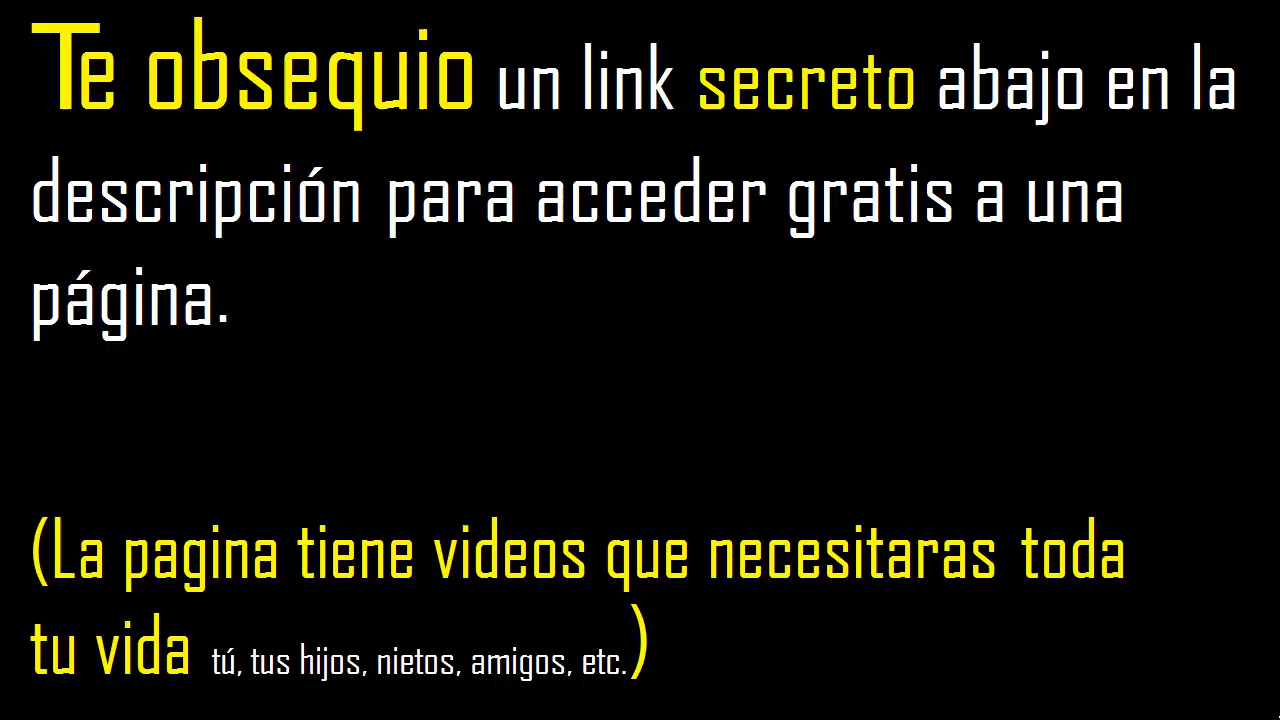 Te obsequio un link secreto abajo en la
descripción para acceder gratis a una
página.
(La pagina tiene videos que necesitaras toda
tu vida tú, tus hijos, nietos, amigos, etc.)